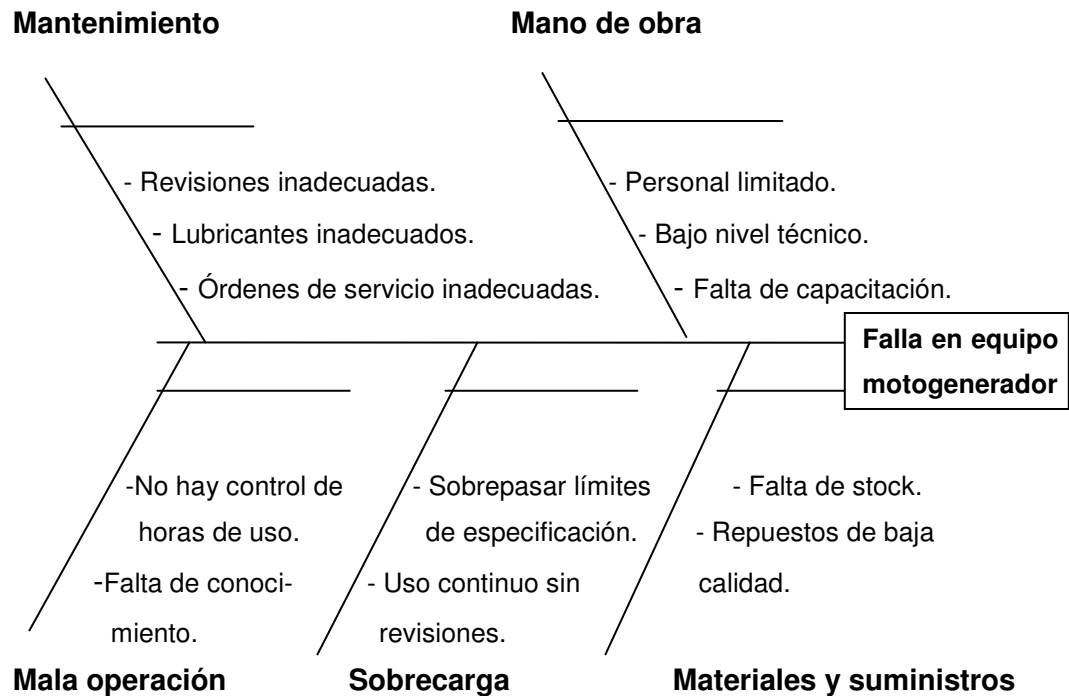 Mantenimiento
Mano de obra
- Revisiones inadecuadas.
- Lubricantes inadecuados.
- Órdenes de servicio inadecuadas.
- Personal limitado.
- Bajo nivel técnico.
- Falta de capacitación.
Falla en equipo
motogenerador
-No hay control de
horas de uso.
-Falta de conoci-
miento.
- Sobrepasar límites
de especificación.
- Uso continuo sin
revisiones.
- Falta de stock.
- Repuestos de baja
calidad.
Mala operación
Sobrecarga
Materiales y suministros